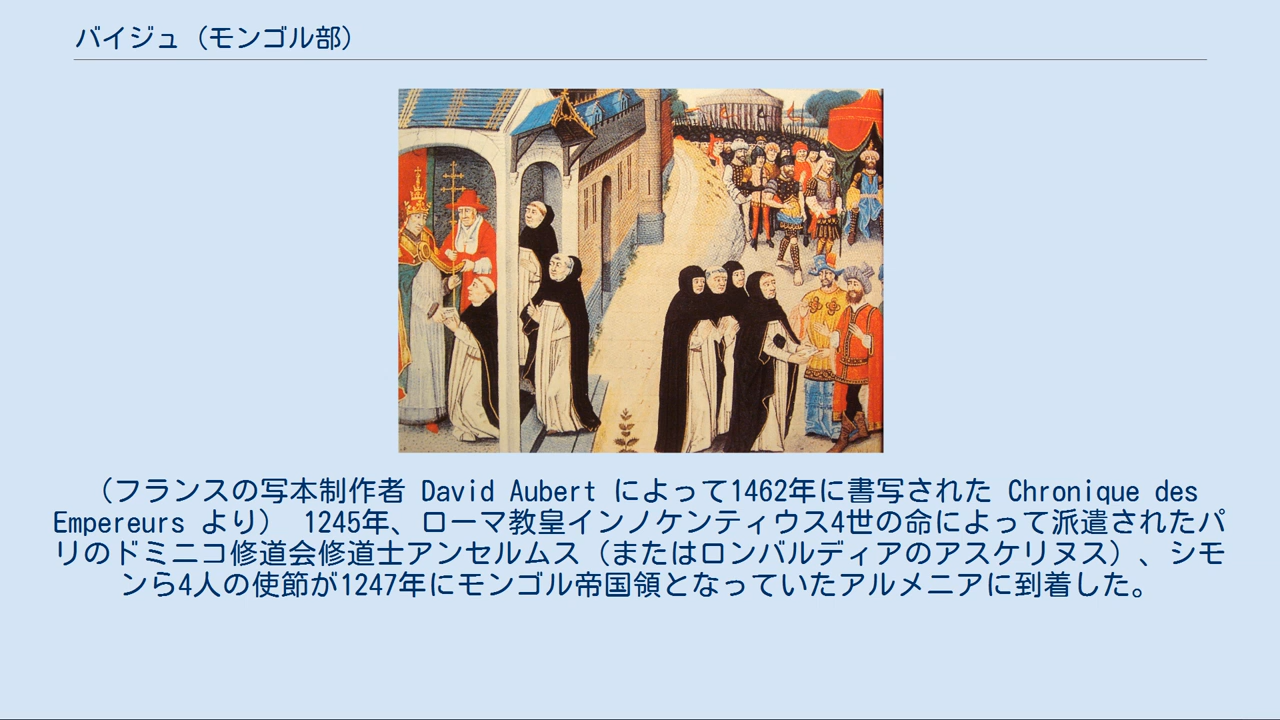 バイジュ（モンゴル部）
（フランスの写本制作者 David Aubert によって1462年に書写された Chronique des
Empereurs より） 1245年、ローマ教皇インノケンティウス4世の命によって派遣されたパ
リのドミニコ修道会修道士アンセルムス（またはロンバルディアのアスケリヌス）、シモ
ンら4人の使節が1247年にモンゴル帝国領となっていたアルメニアに到着した。